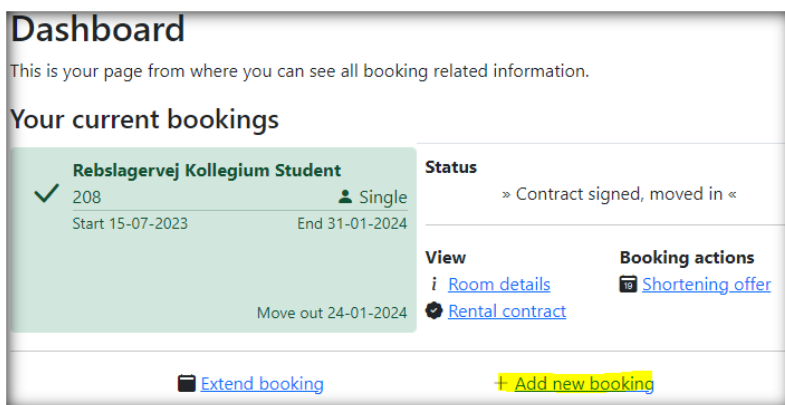 Dashboard
This is your page from where you can see all booking related information.
Your current bookings
Rebslagervej Kollegium Student
208 Single
Start 15-07-2023 End 31-01-2024
Move out 24-01-2024
Status
» Contract signed, moved in «
View
i Room details
Rental contract
Booking actions
19 Shortening offer
Extend booking
+ Add new booking